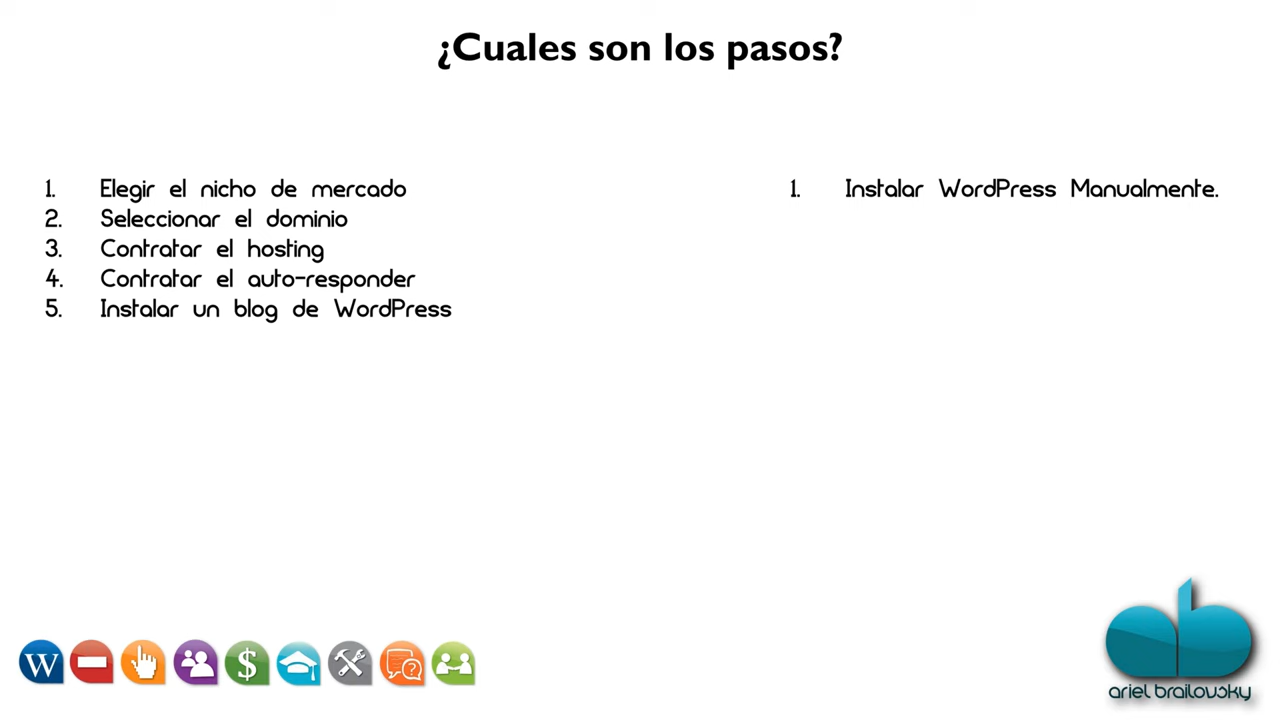 ¿Cuales son los pasos?
1. Elegir el nicho de mercado
2. Seleccionar el dominio
3. Contratar el hosting
4. Contratar el auto-responder
5. Instalar un blog de WordPress
1. Instalar WordPress Manualmente.
W
$
?
ab
ariel brailovsky